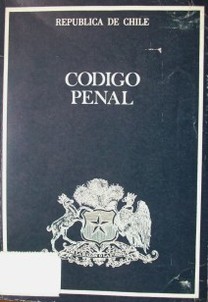 REPUBLICA DE CHILE
CODIGO
PENAL